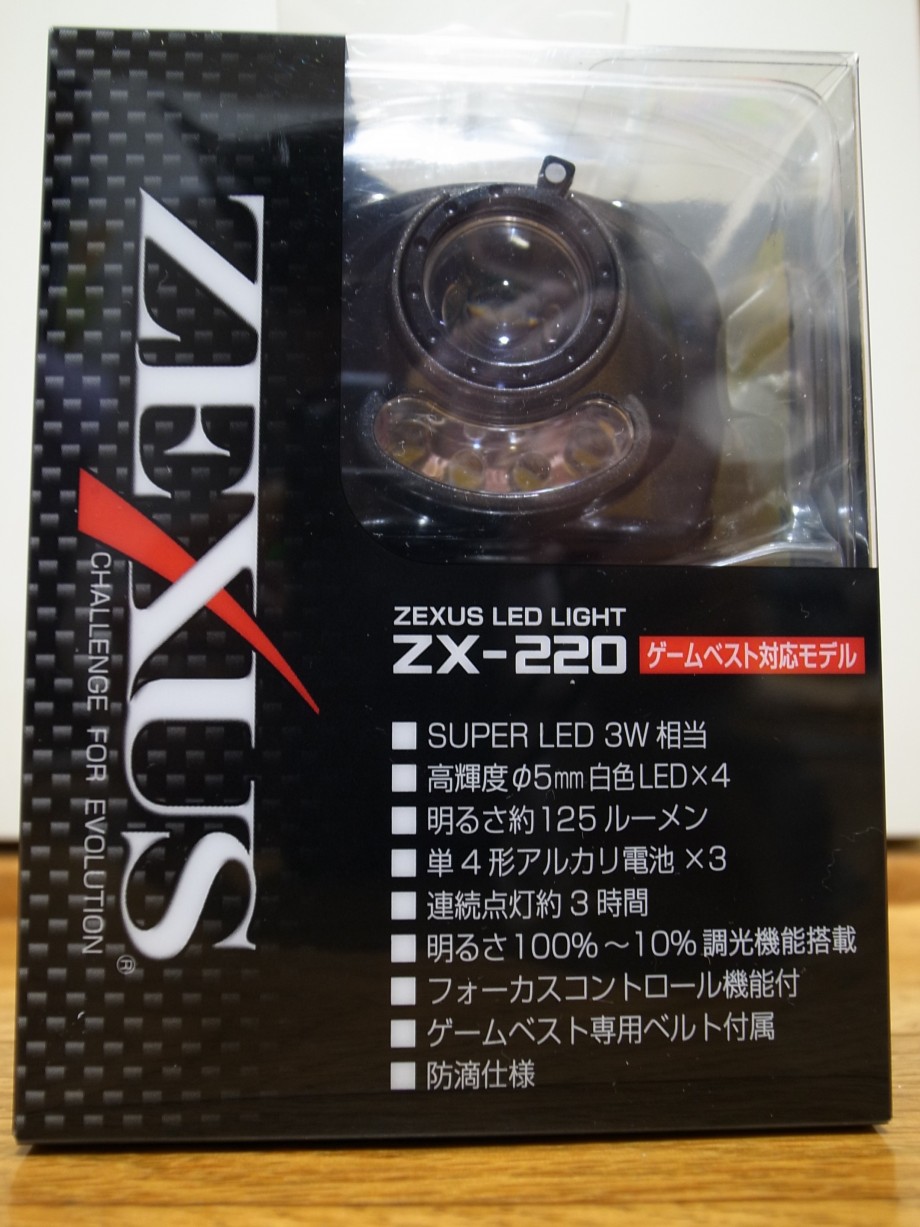 ZEXUS
CHALLENGE FOR EVOLUTION
®
ZEXUS LED LIGHT
ZX-220 ゲームベスト対応モデル
■SUPER LED 3W相当
■高輝度φ5mm白色LED×4
■明るさ約125ルーメン
■単4形アルカリ電池×3
■連続点灯約3時間
■明るさ100%～10%調光機能搭載
■フォーカスコントロール機能付
■ゲームベスト専用ベルト付属
■防滴仕様